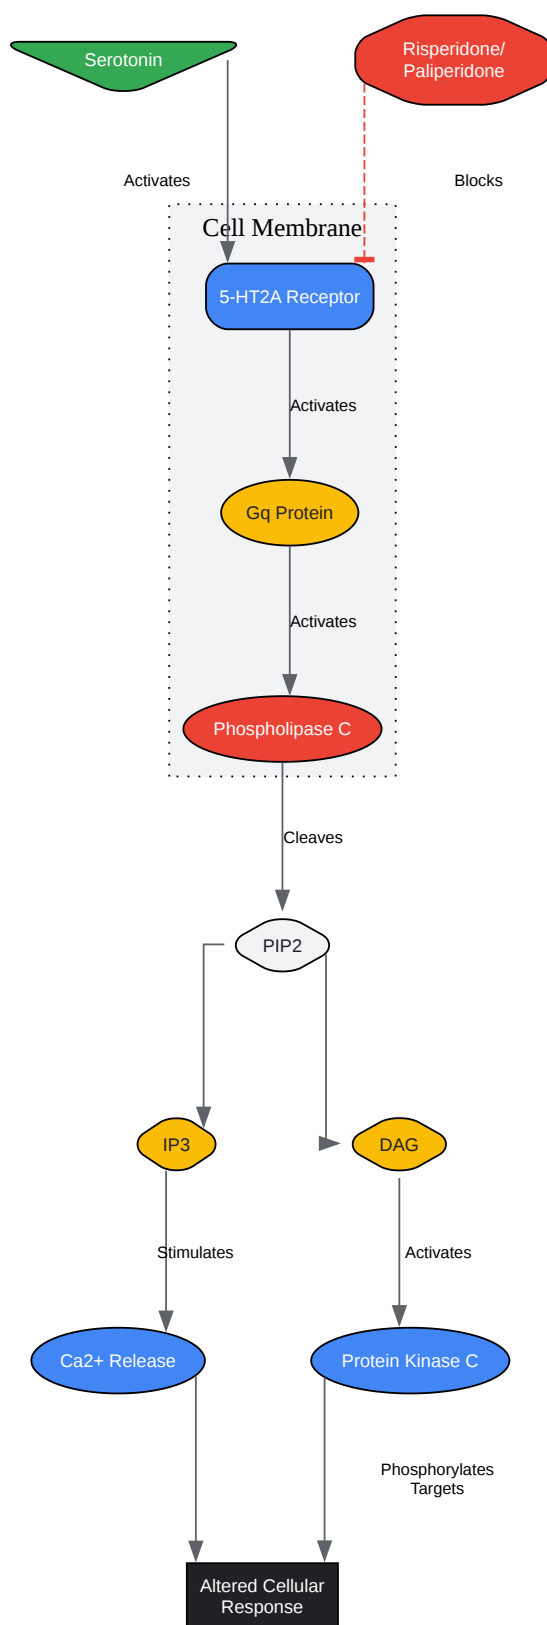 Serotonin
Risperidone/
Paliperidone
Activates
Blocks
Cell Membrane
5-HT2A Receptor
Activates
Gq Protein
Activates
Phospholipase C
Cleaves
PIP2
IP3
DAG
Stimulates
Activates
Ca2+ Release
Protein Kinase C
Phosphorylates
Targets
Altered Cellular
Response